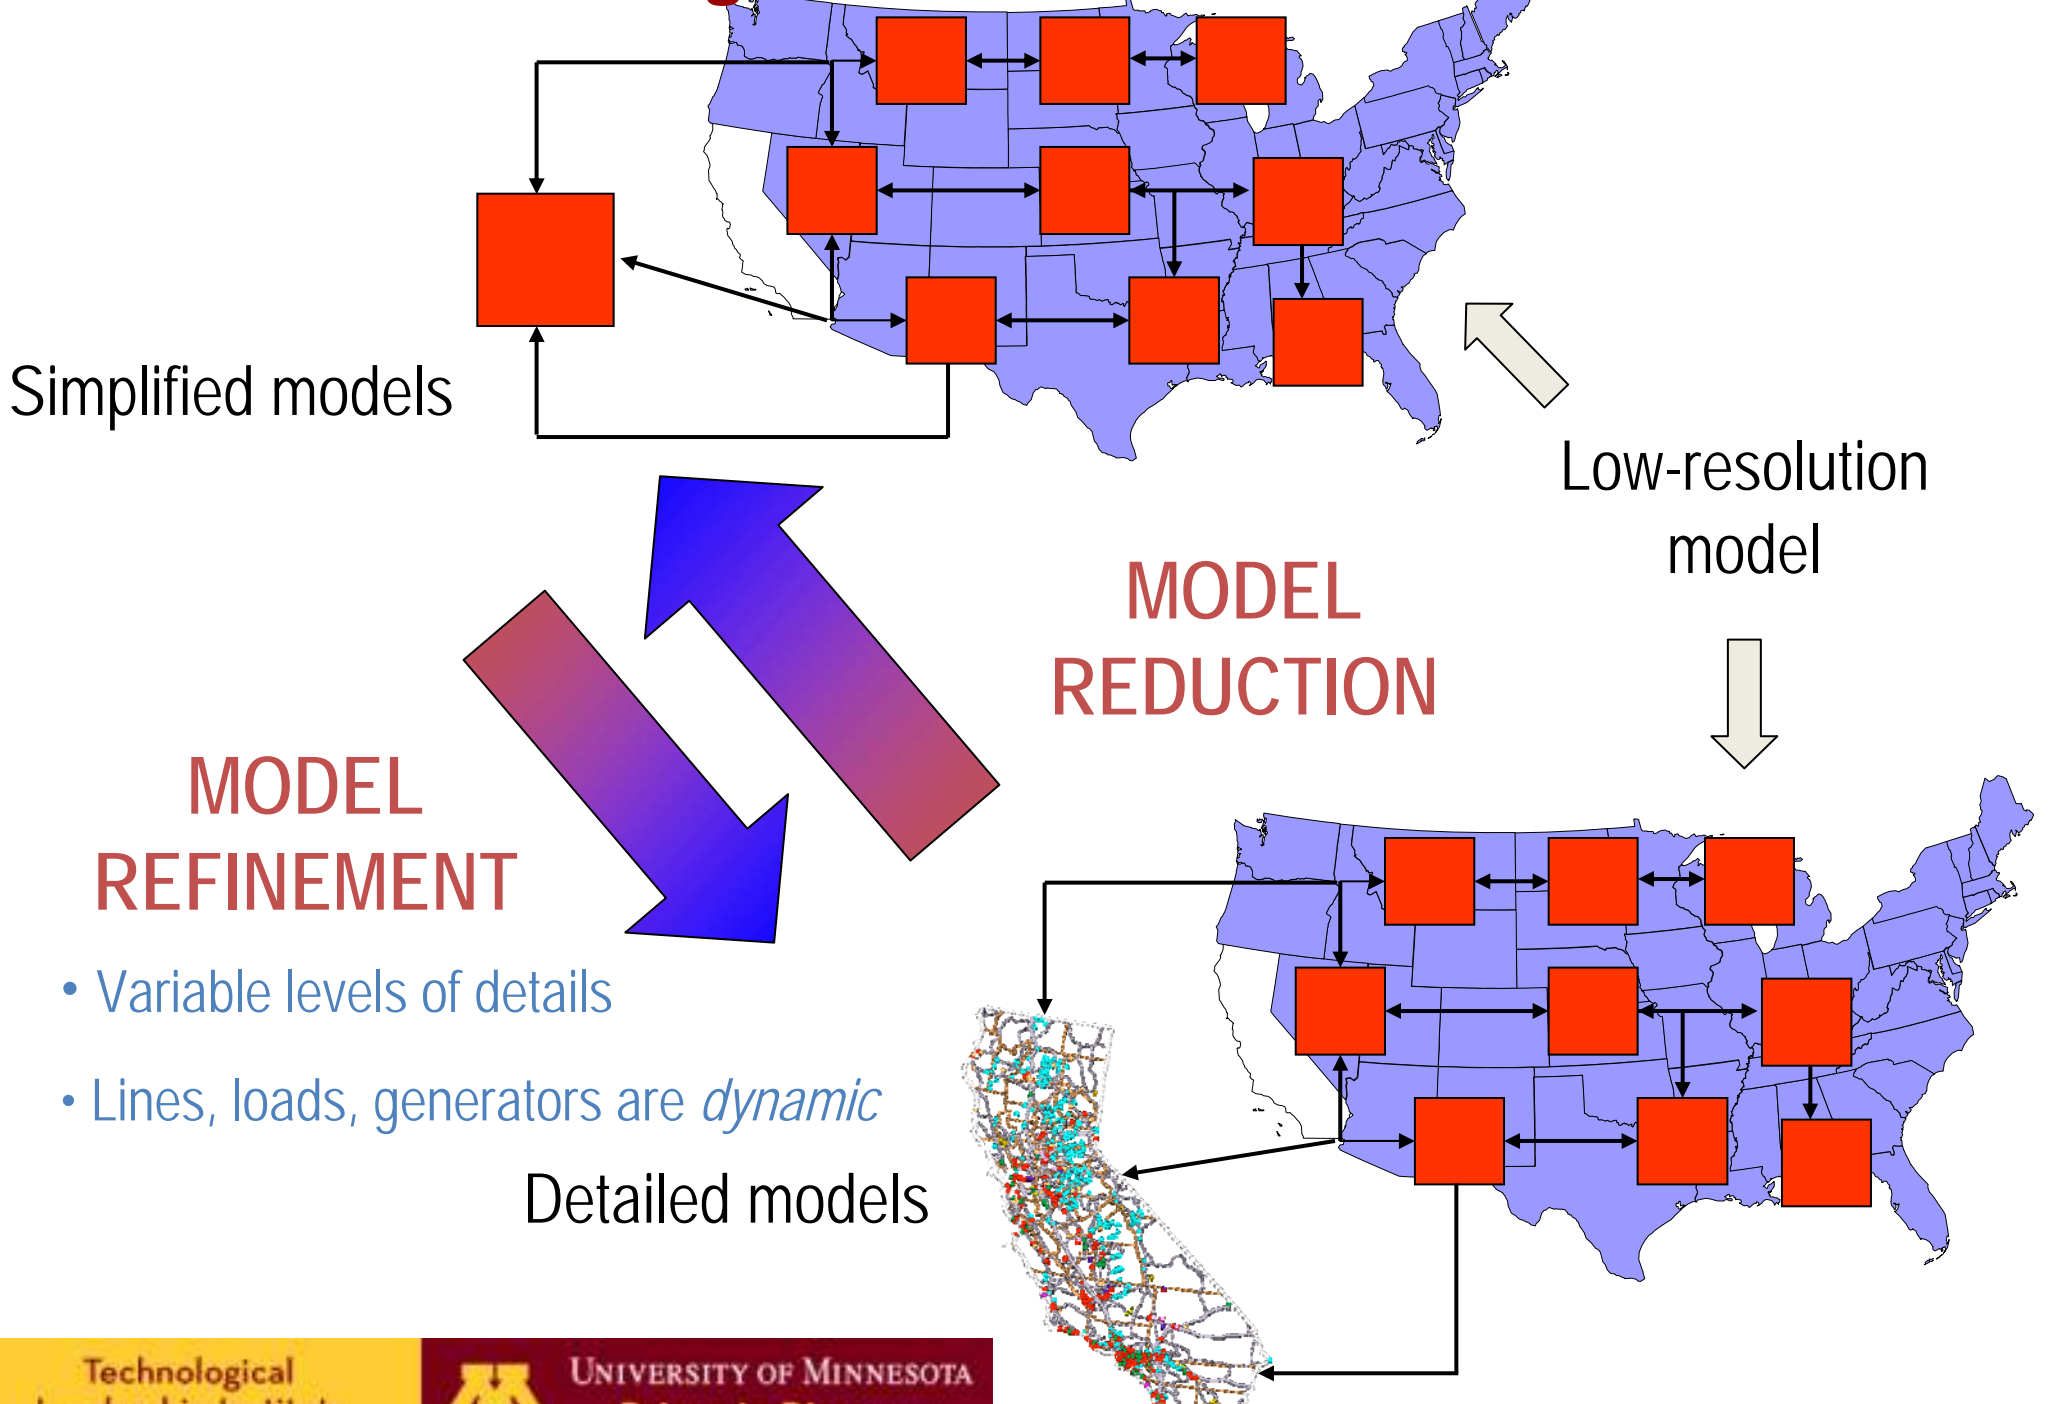 Simplified models
Low-resolution
model
MODEL
REDUCTION
MODEL
REFINEMENT
• Variable levels of details
• Lines, loads, generators are dynamic
Detailed models
Technological
UNIVERSITY OF MINNESOTA